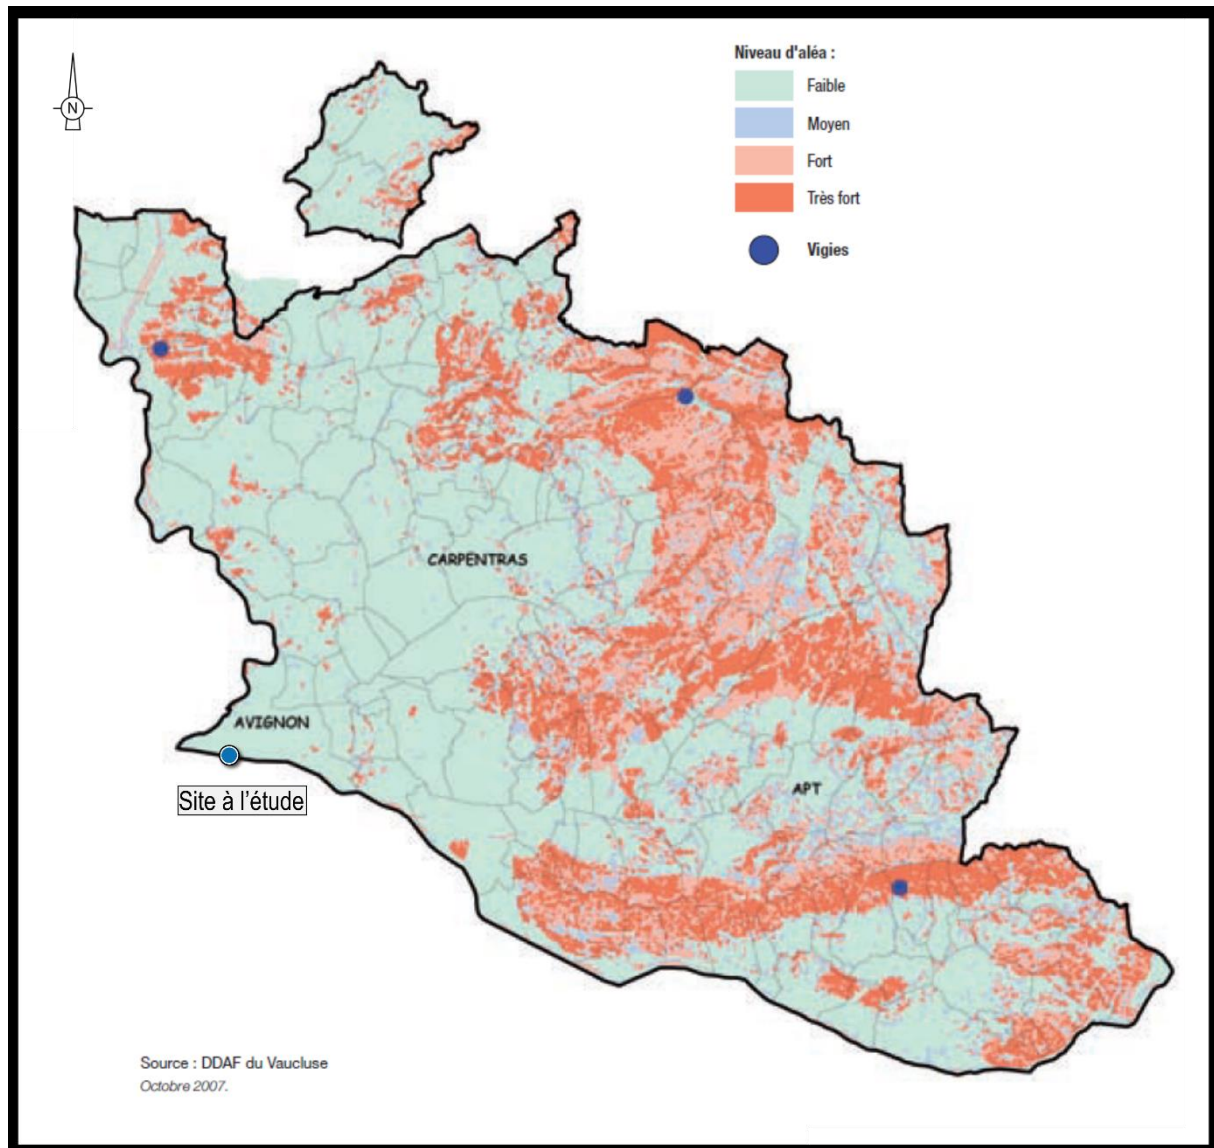 N
Niveau d'aléa :
Faible
Moyen
Fort
Très fort
Vigies
CARPENTRAS
AVIGNON
Site à l'étude
APT
Source : DDAF du Vaucluse
Octobre 2007.